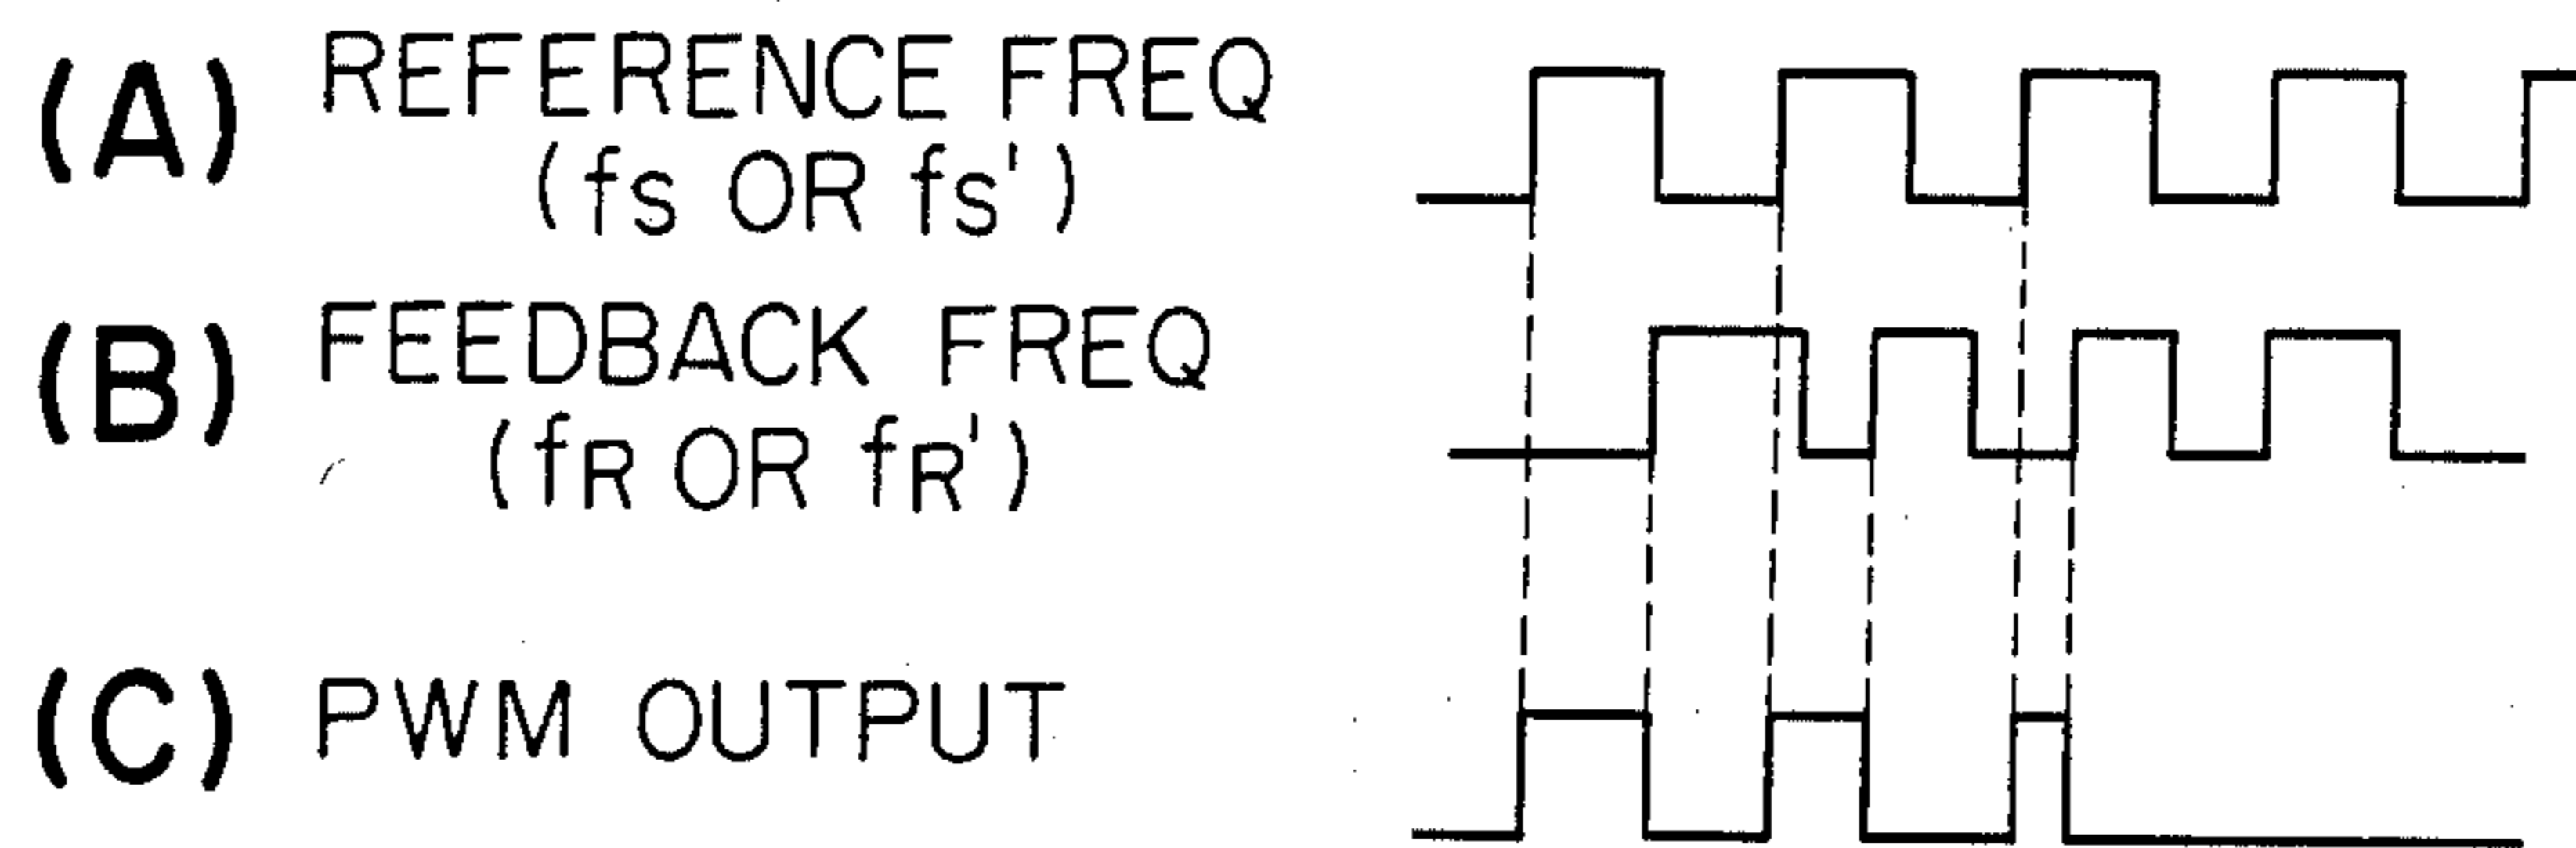 (A) REFERENCE FREQ
(fS OR fS')
(B) FEEDBACK FREQ
(fR OR fR')
(C) PWM OUTPUT